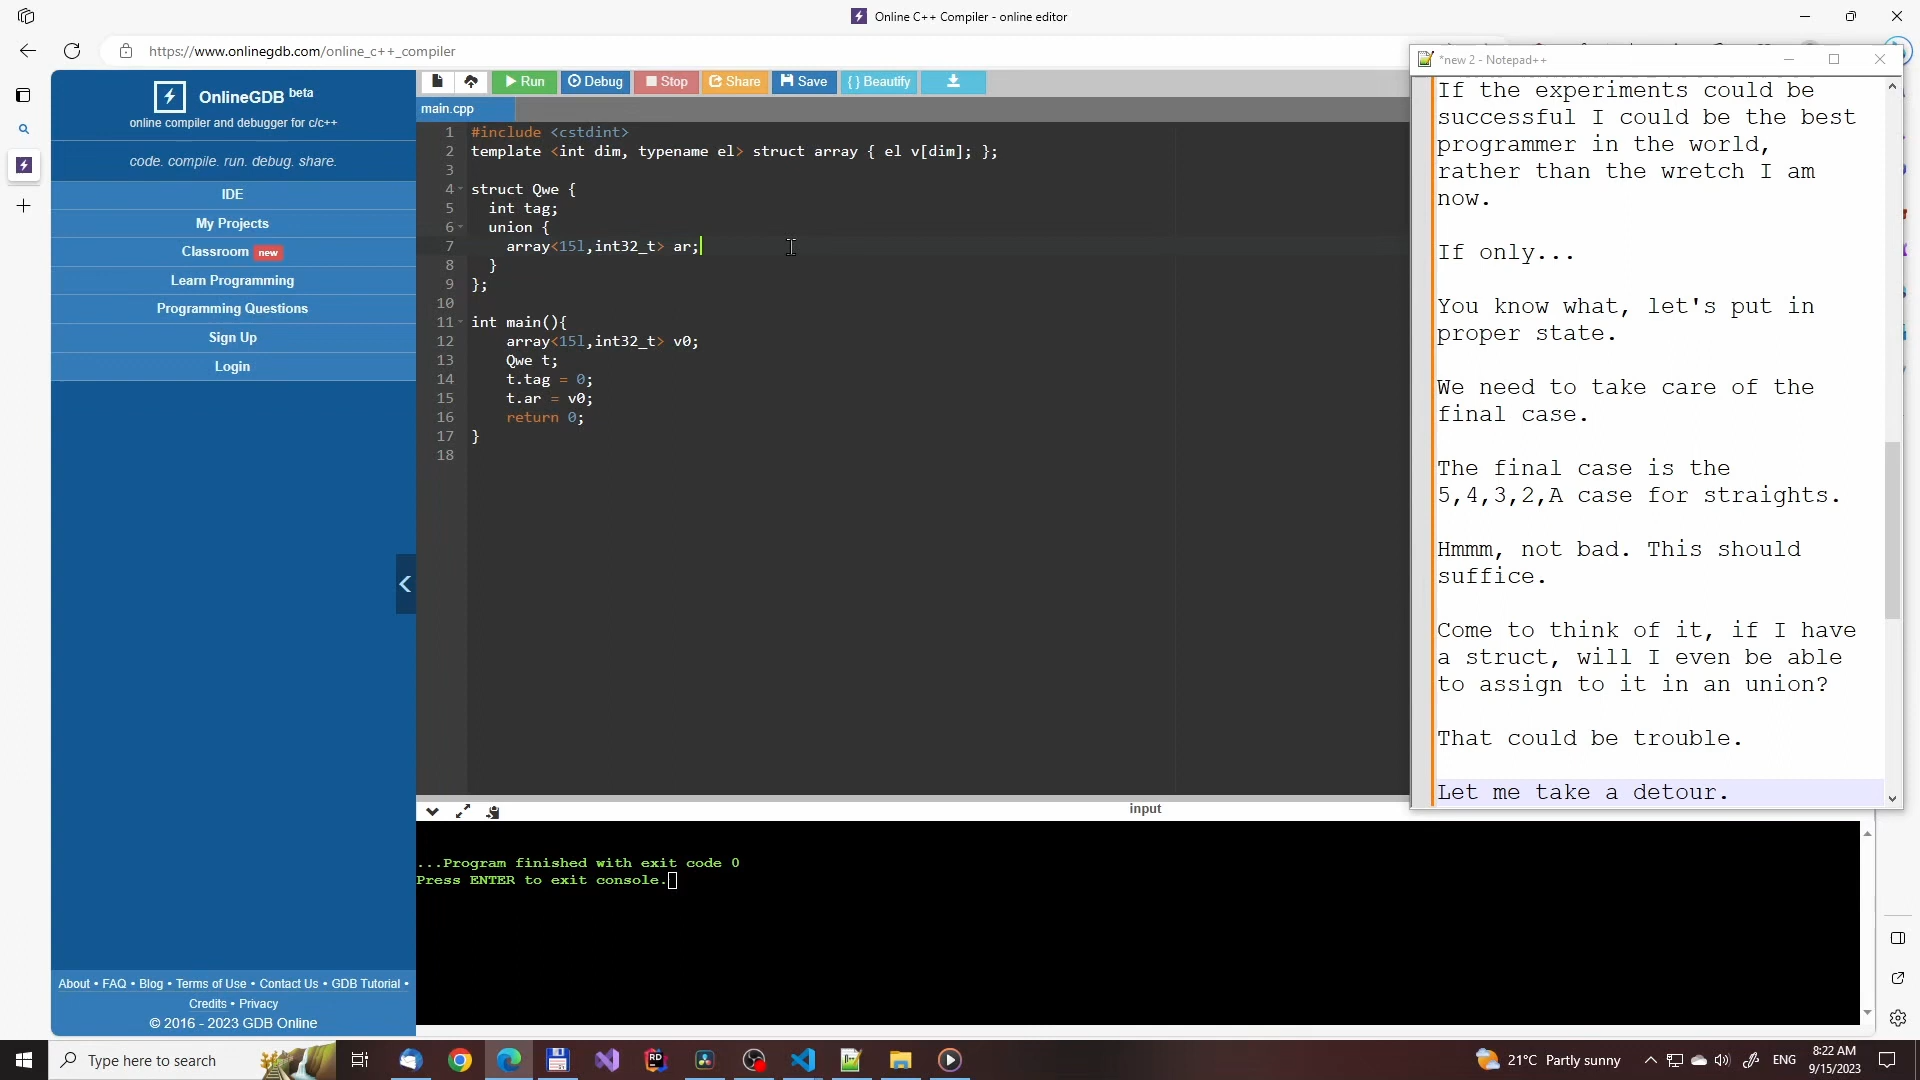 Online C++ Compiler - online editor
https://www.onlinegdb.com/online_c++_compiler
OnlineGDB beta
online compiler and debugger for c/c++
code. compile. run. debug. share.
IDE
My Projects
Classroom new
Learn Programming
Programming Questions
Sign Up
Login
About • FAQ • Blog • Terms of Use • Contact Us • GDB Tutorial •
Credits • Privacy
© 2016 - 2023 GDB Online
Run
Debug
Stop
Share
Save
{ } Beautify
main.cpp
1 #include <cstdint>
2 template <int dim, typename el> struct array { el v[dim]; };
3
4 struct Qwe {
5 int tag;
6 union {
7 array<15l,int32_t> ar;
8 }
9 };
10
11 int main(){
12 array<15l,int32_t> v0;
13 Qwe t;
14 t.tag = 0;
15 t.ar = v0;
16 return 0;
17 }
18
input
...Program finished with exit code 0
Press ENTER to exit console.
*new 2 - Notepad++
If the experiments could be
successful I could be the best
programmer in the world,
rather than the wretch I am
now.
If only...
You know what, let's put in
proper state.
We need to take care of the
final case.
The final case is the
5,4,3,2,A case for straights.
Hmmm, not bad. This should
suffice.
Come to think of it, if I have
a struct, will I even be able
to assign to it in an union?
That could be trouble.
Let me take a detour.
Type here to search
21°C Partly sunny
ENG
8:22 AM
9/15/2023